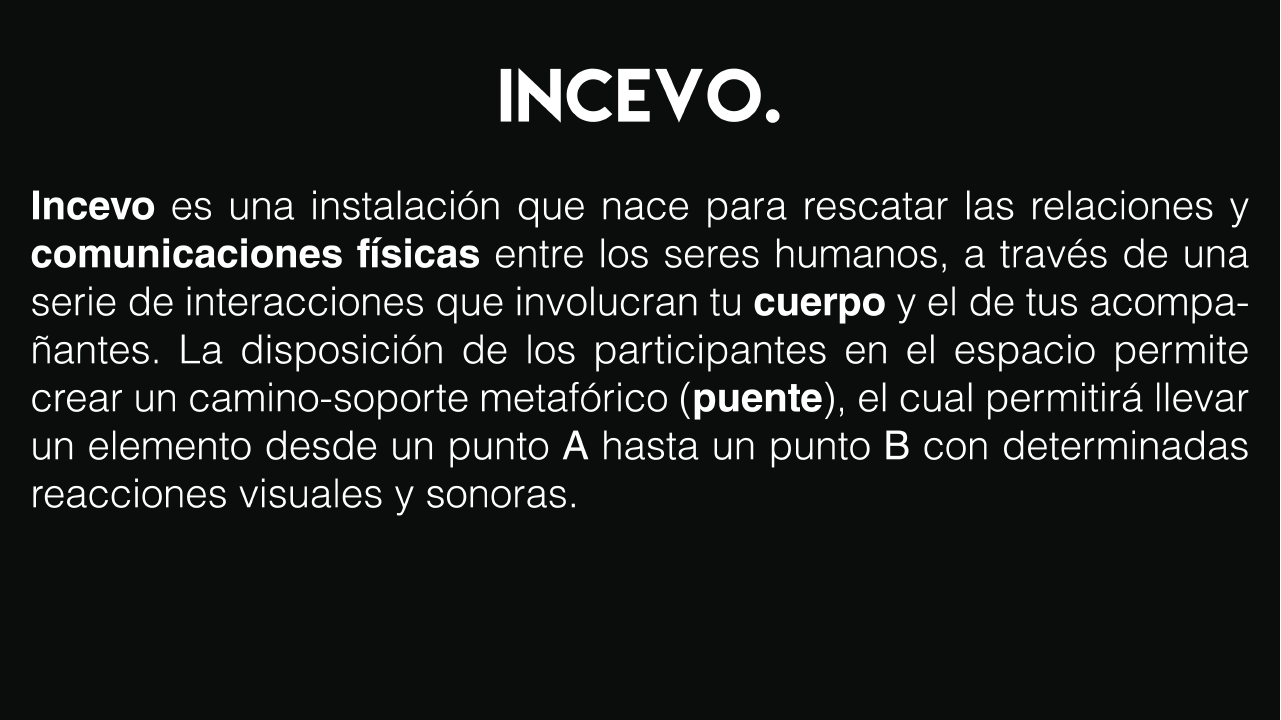 INCEVO.
Incevo es una instalación que nace para rescatar las relaciones y
comunicaciones físicas entre los seres humanos, a través de una
serie de interacciones que involucran tu cuerpo y el de tus acompa-
ñantes. La disposición de los participantes en el espacio permite
crear un camino-soporte metafórico (puente), el cual permitirá llevar
un elemento desde un punto A hasta un punto B con determinadas
reacciones visuales y sonoras.